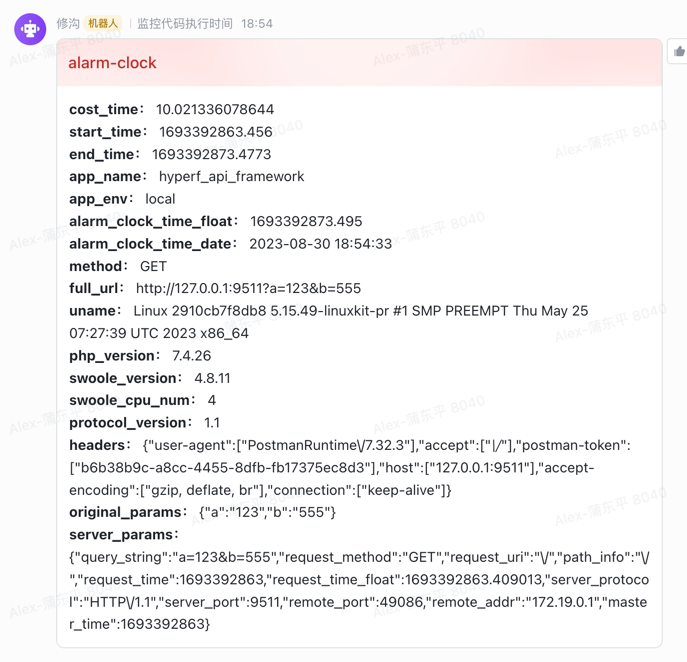 修沟 机器人 | 监控代码执行时间 18:54
alarm-clock
cost_time： 10.021336078644
start_time： 1693392863.456
end_time： 1693392873.4773
app_name： hyperf_api_framework
app_env： local
alarm_clock_time_float： 1693392873.495
alarm_clock_time_date： 2023-08-30 18:54:33
method： GET
full_url： http://127.0.0.1:9511?a=123&b=555
uname： Linux 2910cb7f8db8 5.15.49-linuxkit-pr #1 SMP PREEMPT Thu May 25
07:27:39 UTC 2023 x86_64
php_version： 7.4.26
swoole_version： 4.8.11
swoole_cpu_num： 4
protocol_version： 1.1
headers： {"user-agent":["PostmanRuntime\/7.32.3"],"accept":["\/"],"postman-token":
["b6b38b9c-a8cc-4455-8dfb-fb17375ec8d3"],"host":["127.0.0.1:9511"],"accept-
encoding":["gzip, deflate, br"],"connection":["keep-alive"]}
original_params： {"a":"123","b":"555"}
server_params：
{"query_string":"a=123&b=555","request_method":"GET","request_uri":"\/","path_info":"\/
","request_time":1693392863,"request_time_float":1693392863.409013,"server_protoco
l":"HTTP\/1.1","server_port":9511,"remote_port":49086,"remote_addr":"172.19.0.1","maste
r_time":1693392863}
Alex-蒲东平 8040